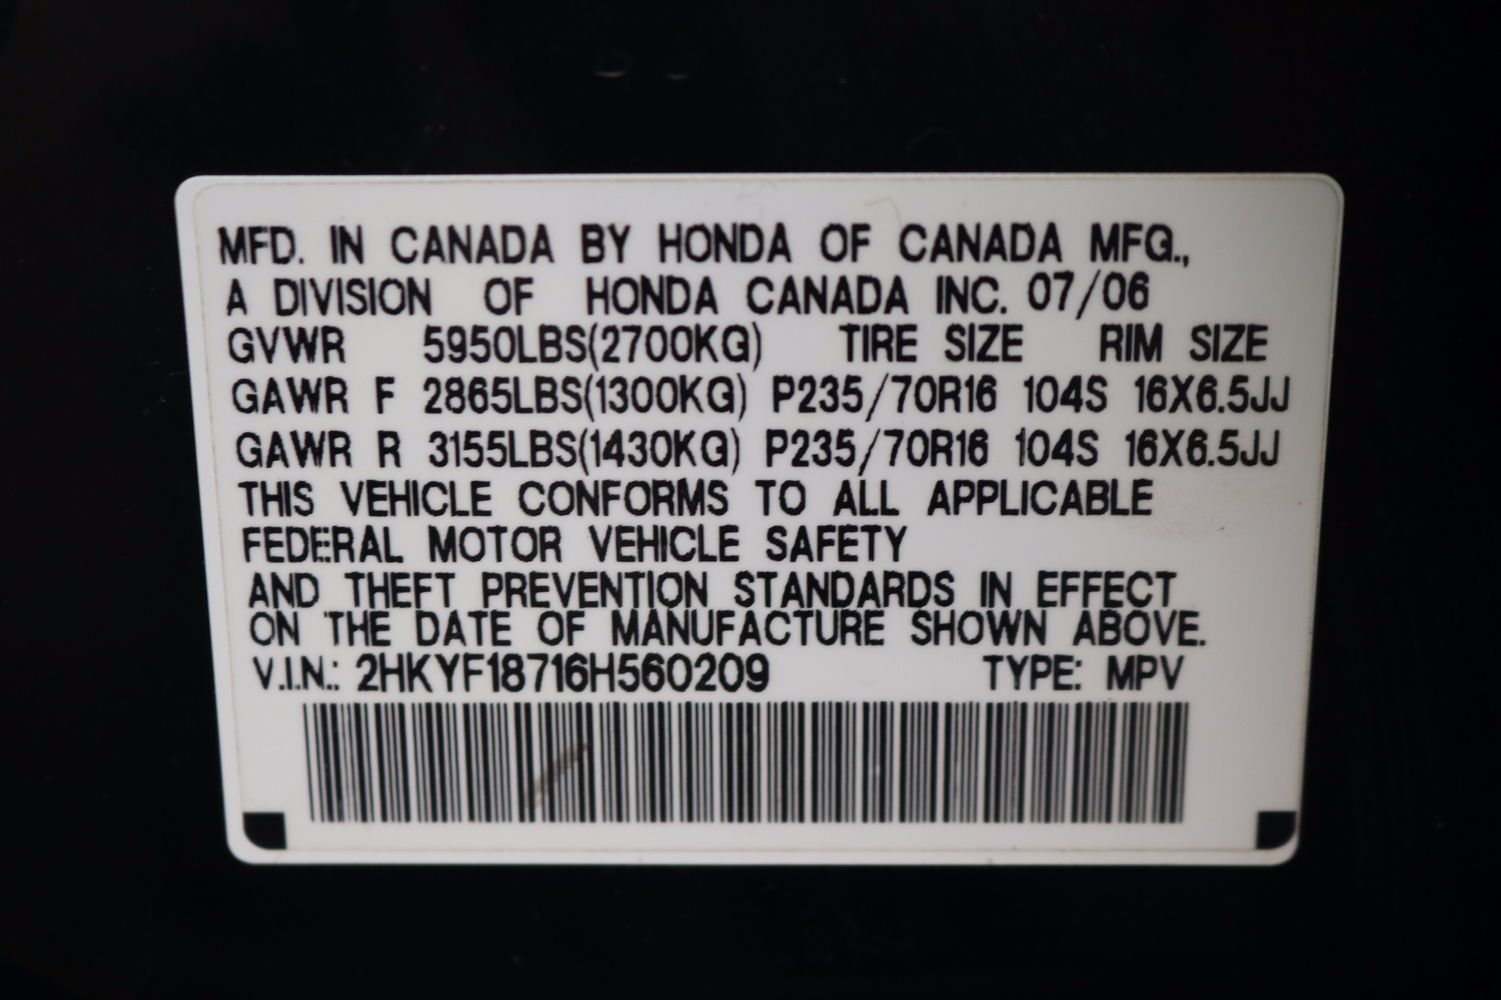 MFD. IN CANADA BY HONDA OF CANADA MFG.,
A DIVISION OF HONDA CANADA INC. 07/06
GVWR 5950LBS(2700KG) TIRE SIZE RIM SIZE
GAWR F 2865LBS(1300KG) P235/70R16 104S 16X6.5JJ
GAWR R 3155LBS(1430KG) P235/70R16 104S 16X6.5JJ
THIS VEHICLE CONFORMS TO ALL APPLICABLE
FEDERAL MOTOR VEHICLE SAFETY
AND THEFT PREVENTION STANDARDS IN EFFECT
ON THE DATE OF MANUFACTURE SHOWN ABOVE.
V.I.N.: 2HKYF18716H560209 TYPE: MPV